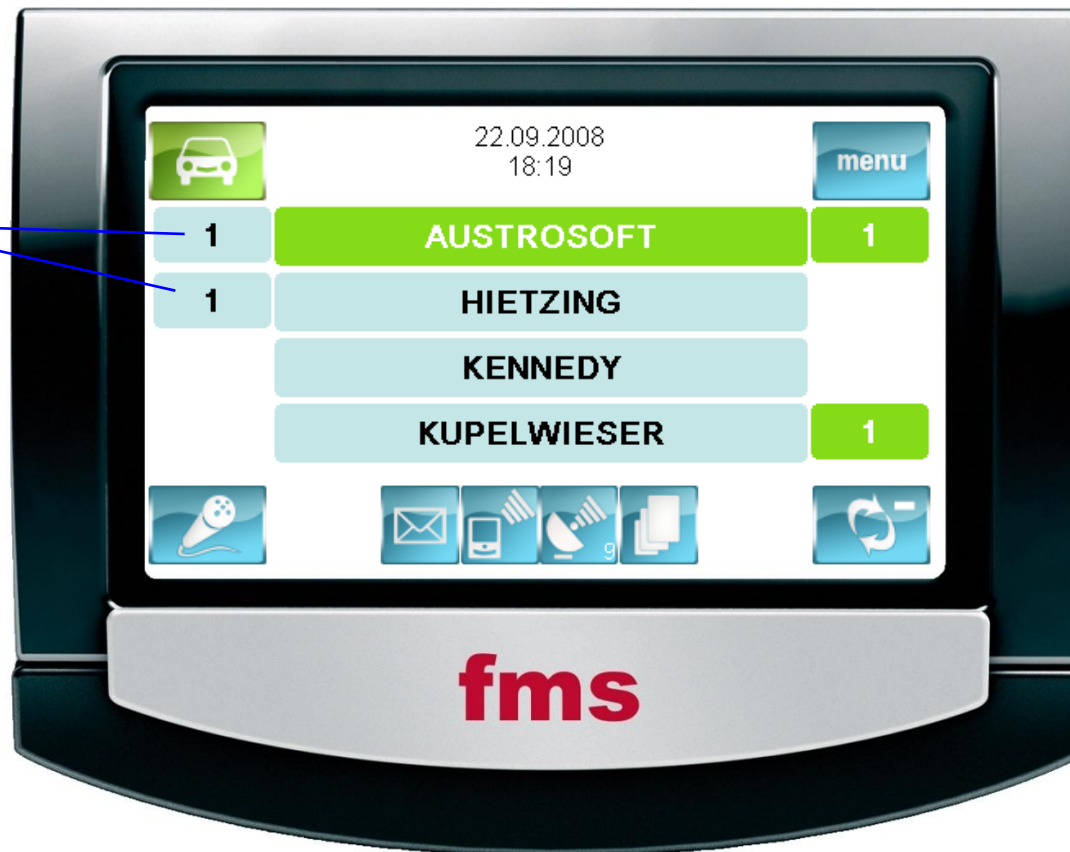 22.09.2008
18:19
menu
1 AUSTROSOFT 1
1 HIETZING
KENNEDY
KUPELWIESER 1
9
fms